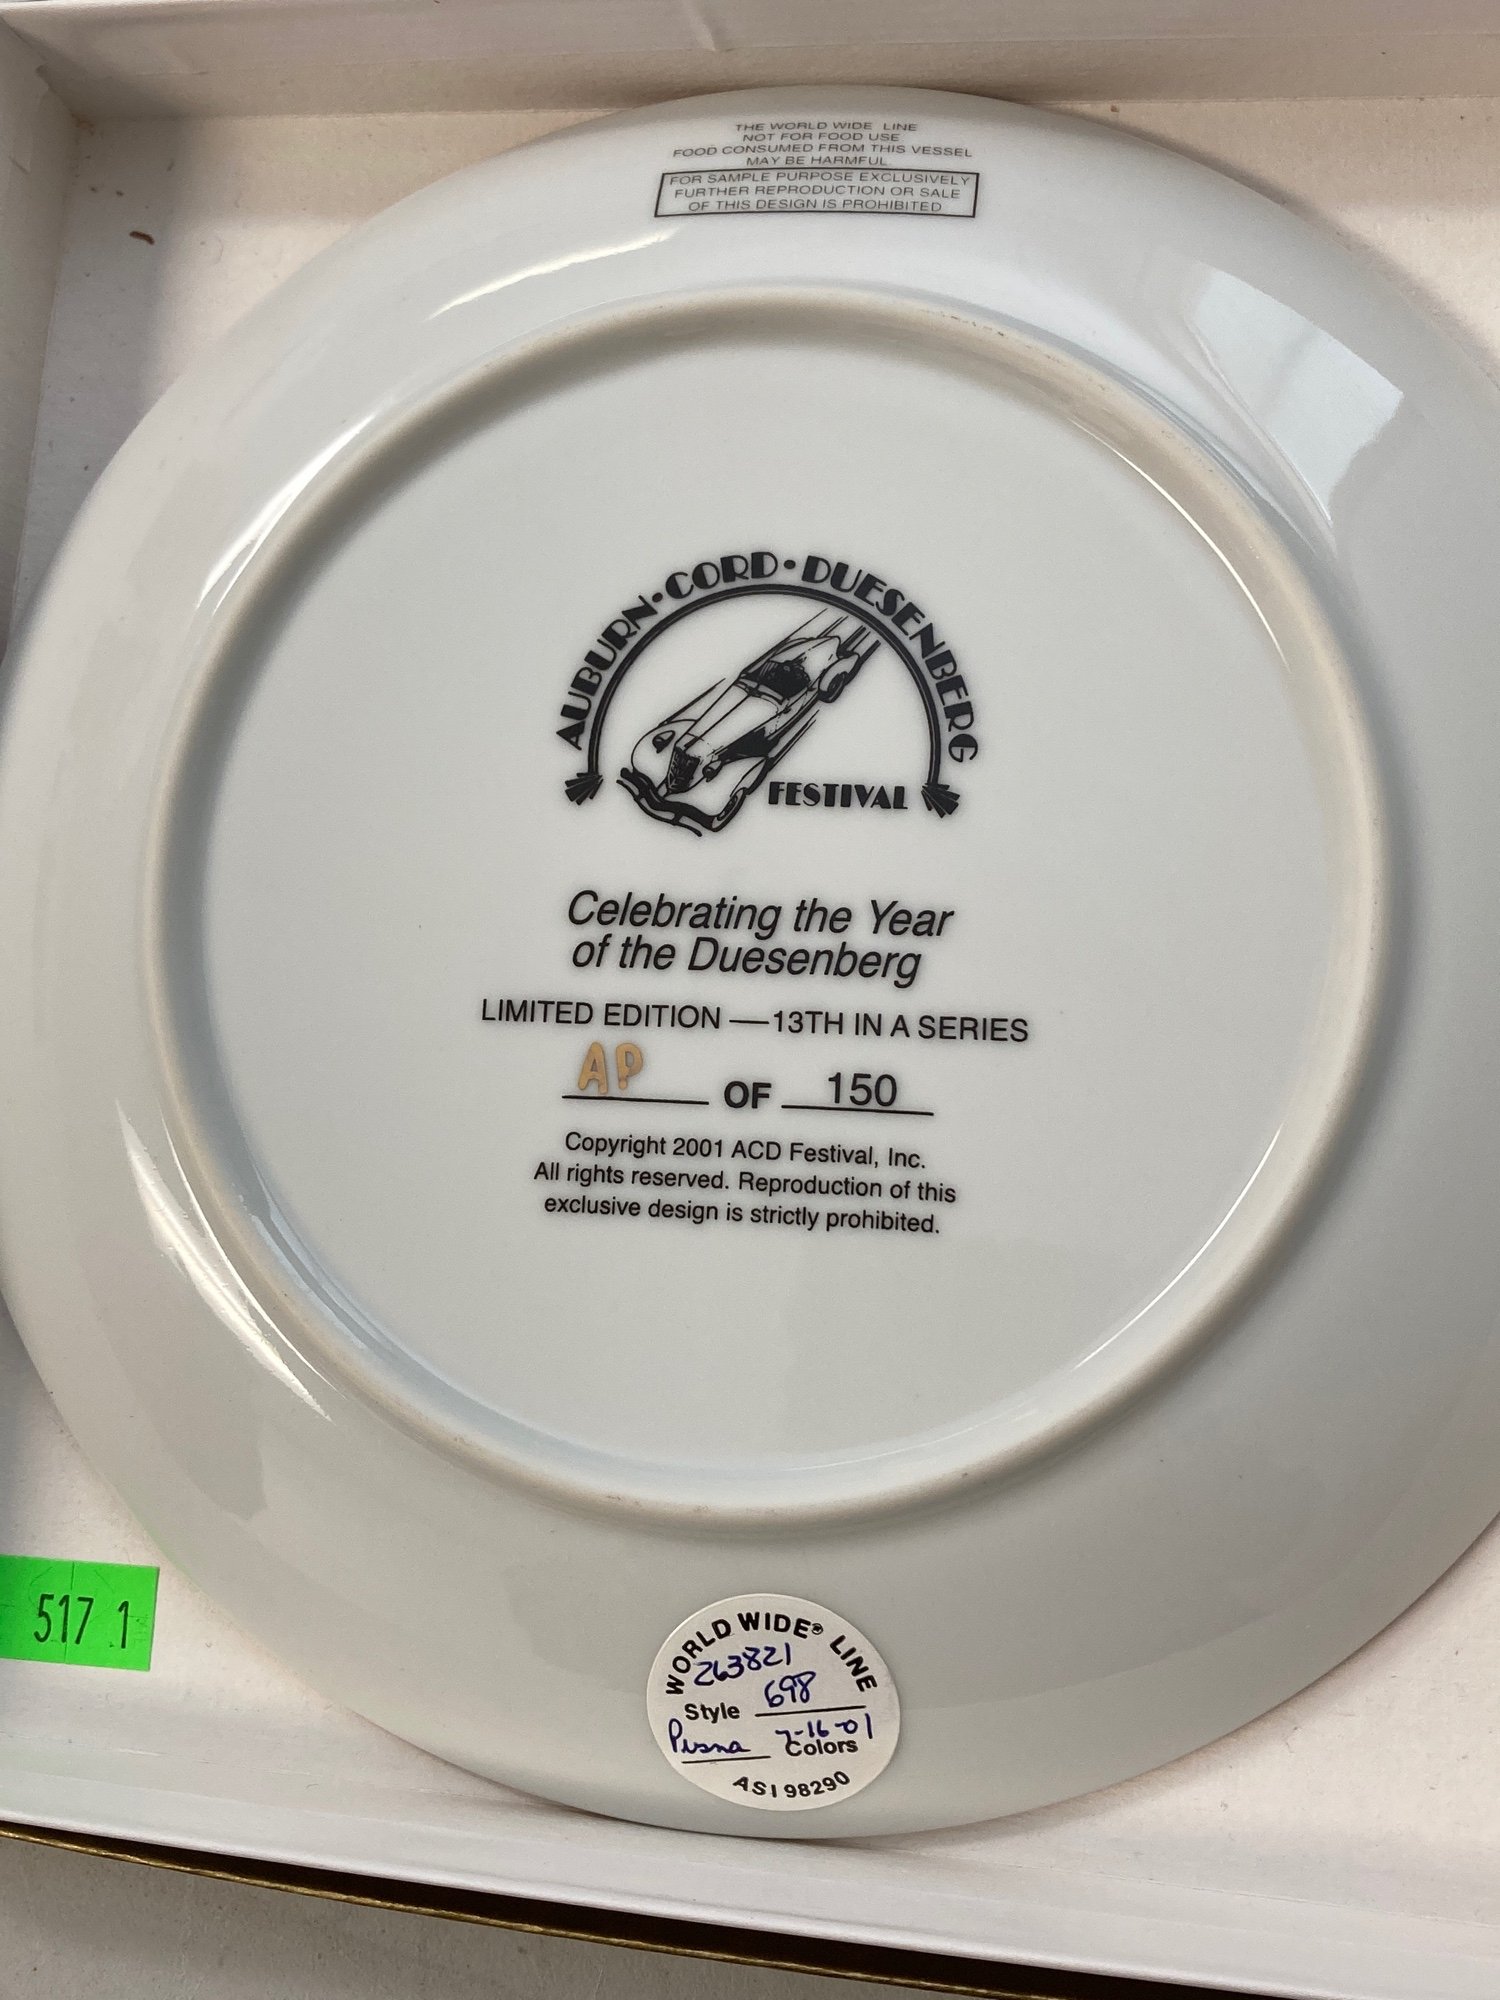 THE WORLD WIDE LINE
NOT FOR FOOD USE
FOOD CONSUMED FROM THIS VESSEL
MAY BE HARMFUL
FOR SAMPLE PURPOSE EXCLUSIVELY
FURTHER REPRODUCTION OR SALE
OF THIS DESIGN IS PROHIBITED
AUBURN•CORD•DUESENBERG
FESTIVAL
Celebrating the Year
of the Duesenberg
LIMITED EDITION — 13TH IN A SERIES
AP OF 150
Copyright 2001 ACD Festival, Inc.
All rights reserved. Reproduction of this
exclusive design is strictly prohibited.
517 1
WORLD WIDE® LINE
263821
Style 698
7-16-01
Colors
ASI 98290